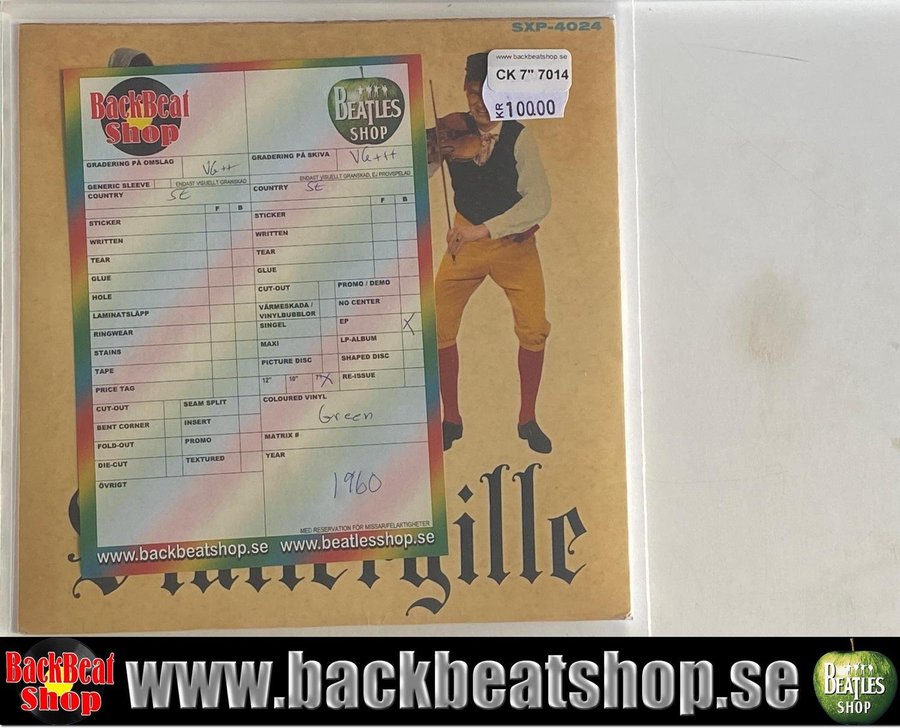 SXP-4024
www backbeatshop se
CK 7" 7014
KR 100.00
BackBeat
Shop
BEATLES
SHOP
GRADERING PÅ OMSLAG VG++
GRADERING PÅ SKIVA VG+++
ENDAST VISUELLT GRANSKAD
ENDAST VISUELLT GRANSKAD, EJ PROVSPELAD
GENERIC SLEEVE
COUNTRY SE
COUNTRY SE
F B
STICKER
WRITTEN
TEAR
GLUE
HOLE
LAMINATSLÄPP
RINGWEAR
STAINS
TAPE
PRICE TAG
CUT-OUT SEAM SPLIT
BENT CORNER INSERT
FOLD-OUT PROMO
DIE-CUT TEXTURED
ÖVRIGT
F B
STICKER
WRITTEN
TEAR
GLUE
CUT-OUT PROMO / DEMO
VÄRMESKADA / NO CENTER
VINYLBUBBLOR
SINGEL EP X
MAXI LP-ALBUM
PICTURE DISC SHAPED DISC
12" 10" 7" X RE-ISSUE
COLOURED VINYL
Green
MATRIX #
YEAR
1960
MED RESERVATION FÖR MISSAR/FELAKTIGHETER
www.backbeatshop.se www.beatlesshop.se
gille
BackBeat
Shop
www.backbeatshop.se
BEATLES
SHOP